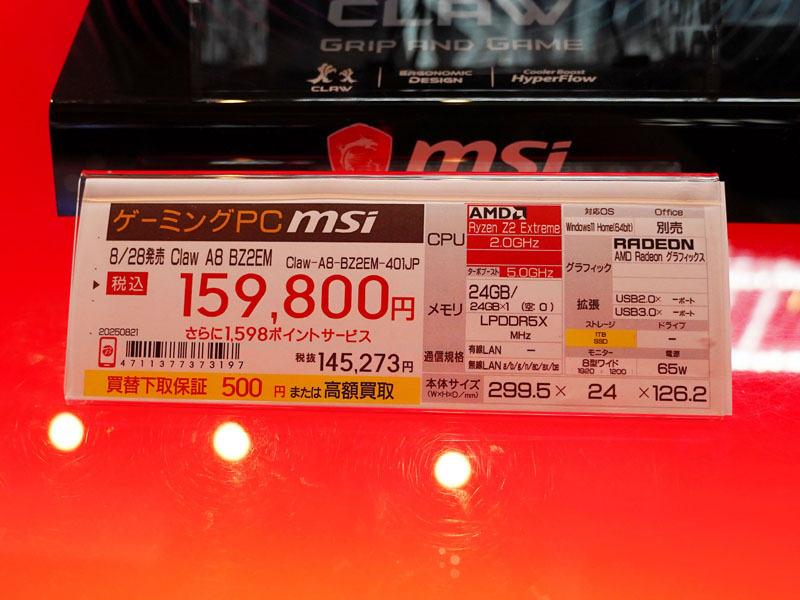 CLAW
GRIP AND GAME
CLAW
ERGONOMIC
DESIGN
Cooler Boost
HyperFlow
msi
ゲーミングPC msi
8/28発売 Claw A8 BZ2EM Claw-A8-BZ2EM-401JP
税込 159,800円
さらに1,598ポイントサービス
20250821
4711377373197
税抜 145,273円
買替下取保証 500 円 または 高額買取
CPU
AMD
Ryzen Z2 Extreme
2.0GHz
ターボブースト 5.0GHz
メモリ
24GB/
24GB×1 (空:0)
LPDDR5X
MHz
通信規格
有線LAN ー
無線LAN a/b/g/n/ac/ax/be
本体サイズ
(W×H×D/mm)
299.5× 24 ×126.2
対応OS Office
Windows11 Home(64bit) 別売
グラフィック
RADEON
AMD Radeon グラフィックス
拡張
USB2.0× ーポート
USB3.0× ーポート
ストレージ ドライブ
1TB
SSD
ー
モニター 電源
8型ワイド
1920 × 1200
65w